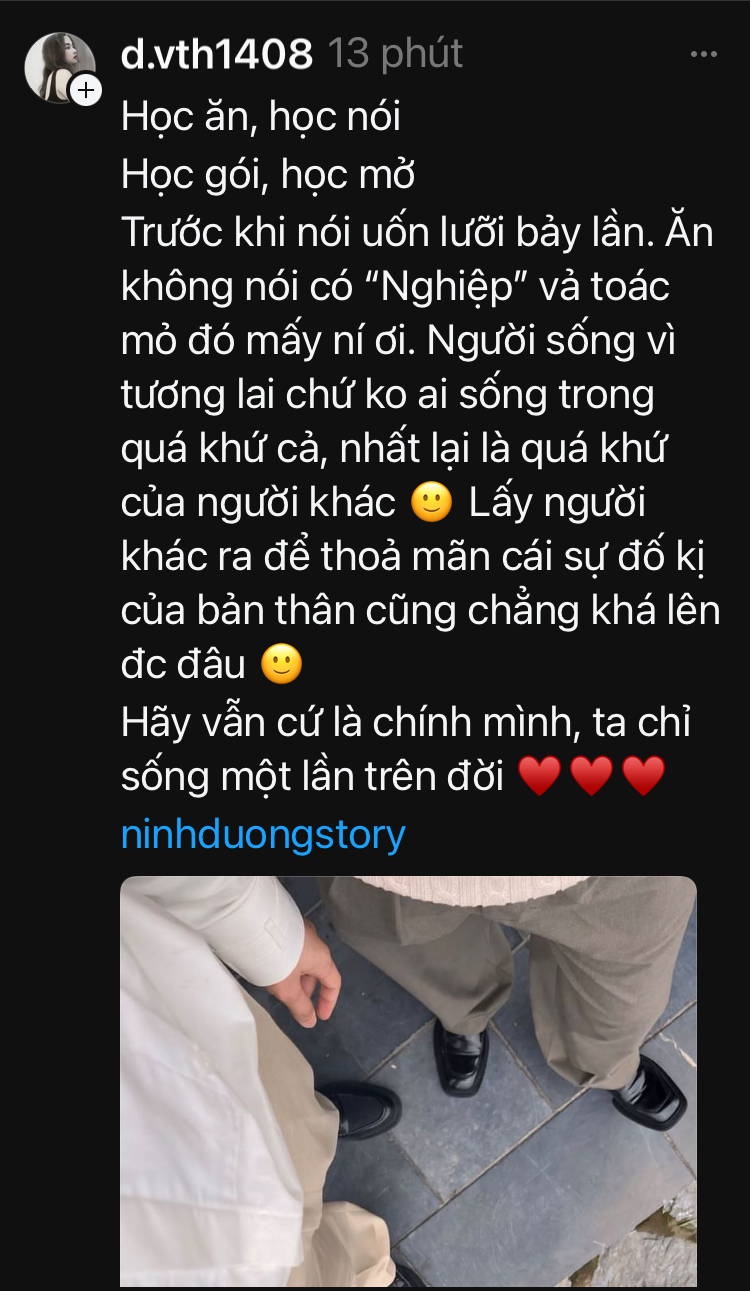 d.vth1408 13 phút
Học ăn, học nói
Học gói, học mở
Trước khi nói uốn lưỡi bảy lần. Ăn
không nói có “Nghiệp” vả toác
mỏ đó mấy ní ơi. Người sống vì
tương lai chứ ko ai sống trong
quá khứ cả, nhất lại là quá khứ
của người khác 🙂 Lấy người
khác ra để thoả mãn cái sự đố kị
của bản thân cũng chẳng khá lên
đc đâu 🙂
Hãy vẫn cứ là chính mình, ta chỉ
sống một lần trên đời ♥️♥️♥️
ninhduongstory